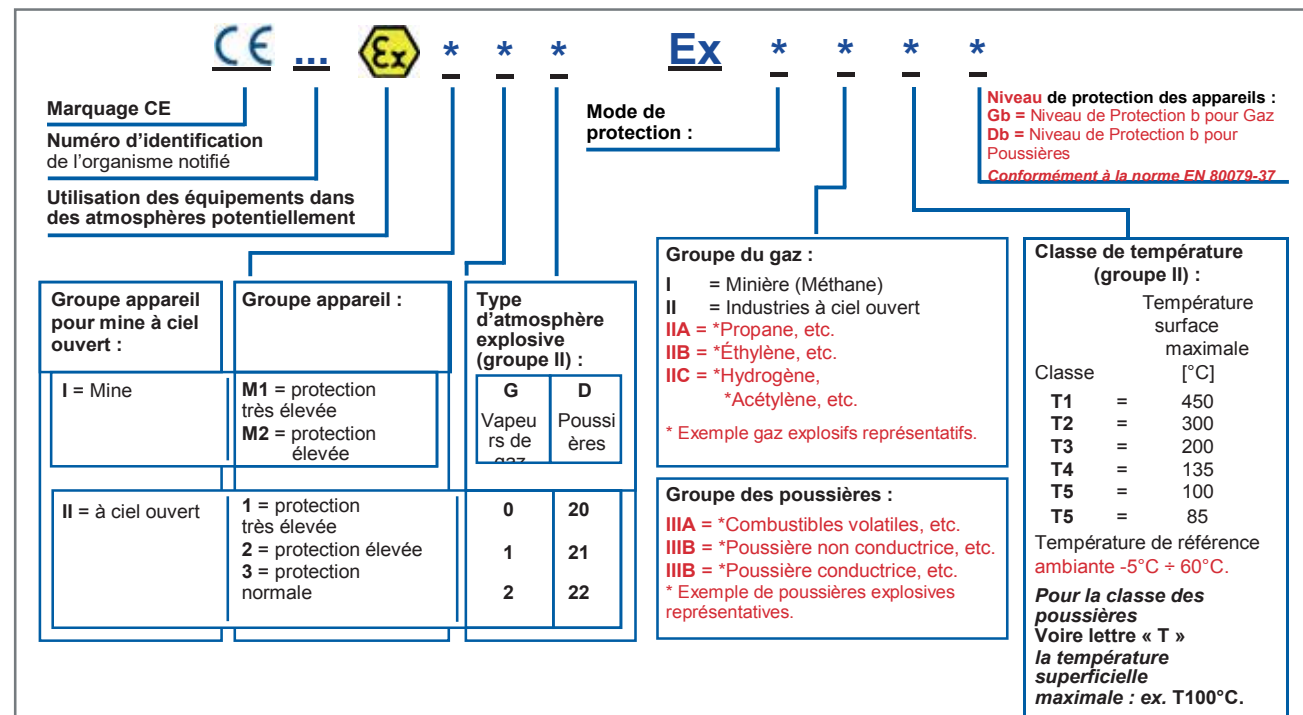 CE ... Ex * * * Ex * * * *
Marquage CE
Numéro d'identification
de l'organisme notifié
Utilisation des équipements dans
des atmosphères potentiellement
Mode de
protection :
Niveau de protection des appareils :
Gb = Niveau de Protection b pour Gaz
Db = Niveau de Protection b pour
Poussières
Conformément à la norme EN 80079-37
Groupe appareil
pour mine à ciel
ouvert :
I = Mine
II = à ciel ouvert
Groupe appareil :
M1 = protection
très élevée
M2 = protection
élevée
1 = protection
très élevée
2 = protection élevée
3 = protection
normale
Type
d'atmosphère
explosive
(groupe II) :
G D
Vapeu Poussi
rs de ères
gaz
0 20
1 21
2 22
Groupe du gaz :
I = Minière (Méthane)
II = Industries à ciel ouvert
IIA = *Propane, etc.
IIB = *Éthylène, etc.
IIC = *Hydrogène,
*Acétylène, etc.
* Exemple gaz explosifs représentatifs.
Groupe des poussières :
IIIA = *Combustibles volatiles, etc.
IIIB = *Poussière non conductrice, etc.
IIIB = *Poussière conductrice, etc.
* Exemple de poussières explosives
représentatives.
Classe de température
(groupe II) :
Température
surface
maximale
Classe [°C]
T1 = 450
T2 = 300
T3 = 200
T4 = 135
T5 = 100
T5 = 85
Température de référence
ambiante -5°C ÷ 60°C.
Pour la classe des
poussières
Voire lettre « T »
la température
superficielle
maximale : ex. T100°C.